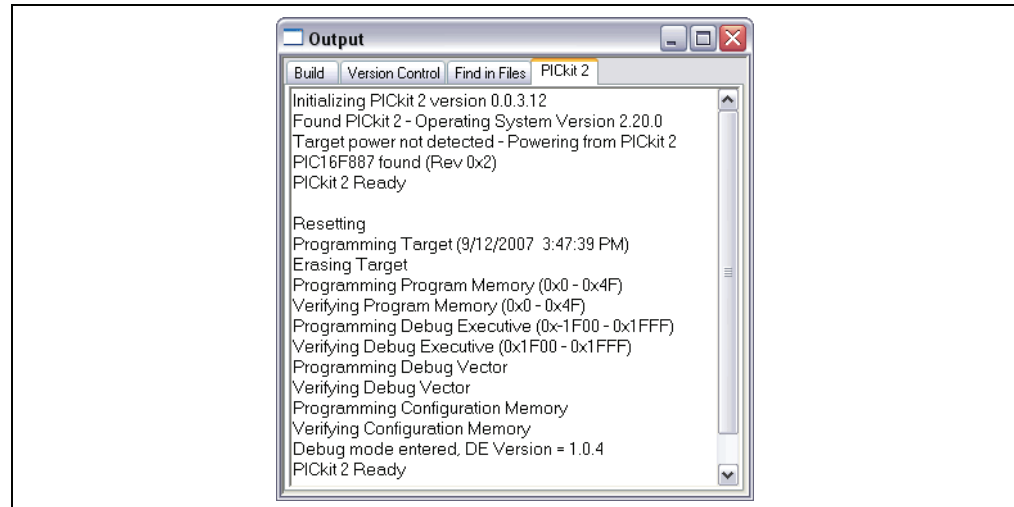 Output
Build Version Control Find in Files PICkit 2
Initializing PICkit 2 version 0.0.3.12
Found PICkit 2 - Operating System Version 2.20.0
Target power not detected - Powering from PICkit 2
PIC16F887 found (Rev 0x2)
PICkit 2 Ready
Resetting
Programming Target (9/12/2007 3:47:39 PM)
Erasing Target
Programming Program Memory (0x0 - 0x4F)
Verifying Program Memory (0x0 - 0x4F)
Programming Debug Executive (0x-1F00 - 0x1FFF)
Verifying Debug Executive (0x1F00 - 0x1FFF)
Programming Debug Vector
Verifying Debug Vector
Programming Configuration Memory
Verifying Configuration Memory
Debug mode entered, DE Version = 1.0.4
PICkit 2 Ready